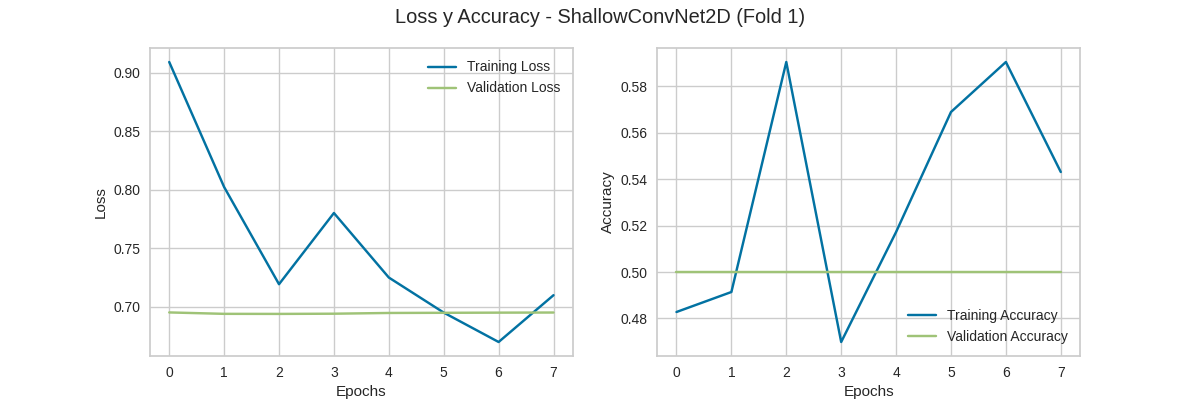 Loss y Accuracy - ShallowConvNet2D (Fold 1)
0.90
0.85
0.80
0.75
0.70
Loss
0 1 2 3 4 5 6 7
Epochs
Training Loss
Validation Loss
0.58
0.56
0.54
0.52
0.50
0.48
Accuracy
0 1 2 3 4 5 6 7
Epochs
Training Accuracy
Validation Accuracy